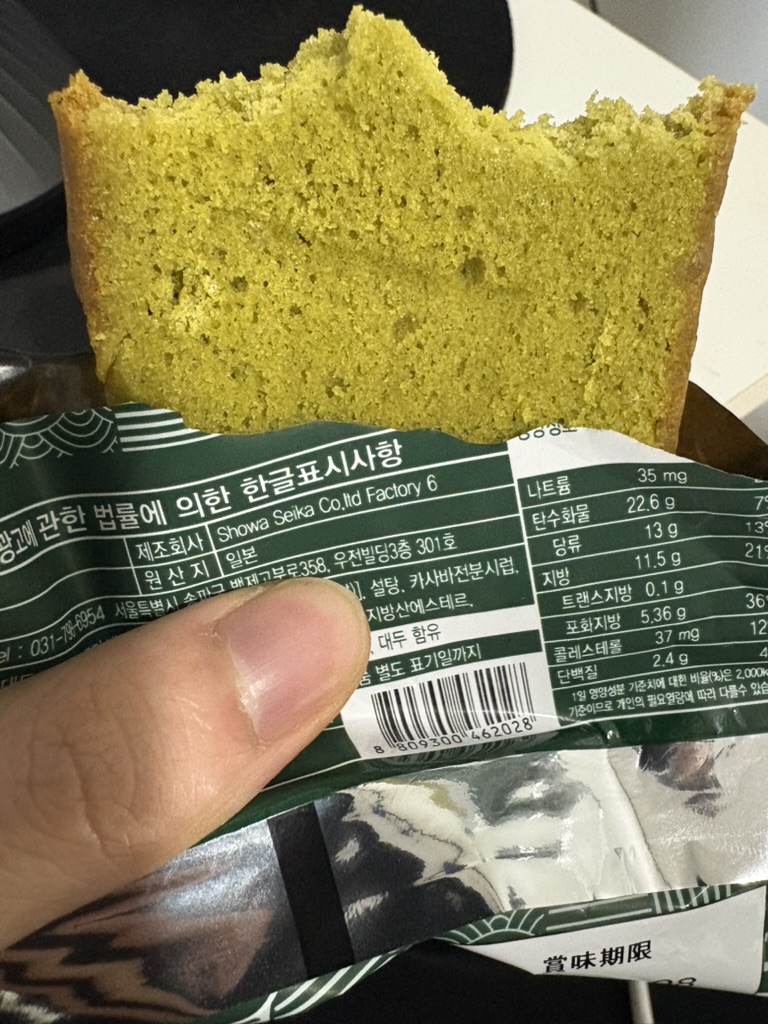 관한 법률에 의한 한글표시사항
제조회사 Showa Seika Co.ltd Factory 6
원산지 일본
서울특별시 송파구 백제고분로358, 우전빌딩3층 301호
설탕, 카사바전분시럽,
지방산에스테르,
대두 함유
별도 표기일까지
8 809300 462028
나트륨 35 mg
탄수화물 22.6 g 7%
당류 13 g 13%
지방 11.5 g 21%
트랜스지방 0.1 g
포화지방 5.36 g 36
콜레스테롤 37 mg 12
단백질 2.4 g 4
1일 영양성분 기준치에 대한 비율(%)은 2,000k
기준이므로 개인의 필요열량에 따라 다를수
賞味期限